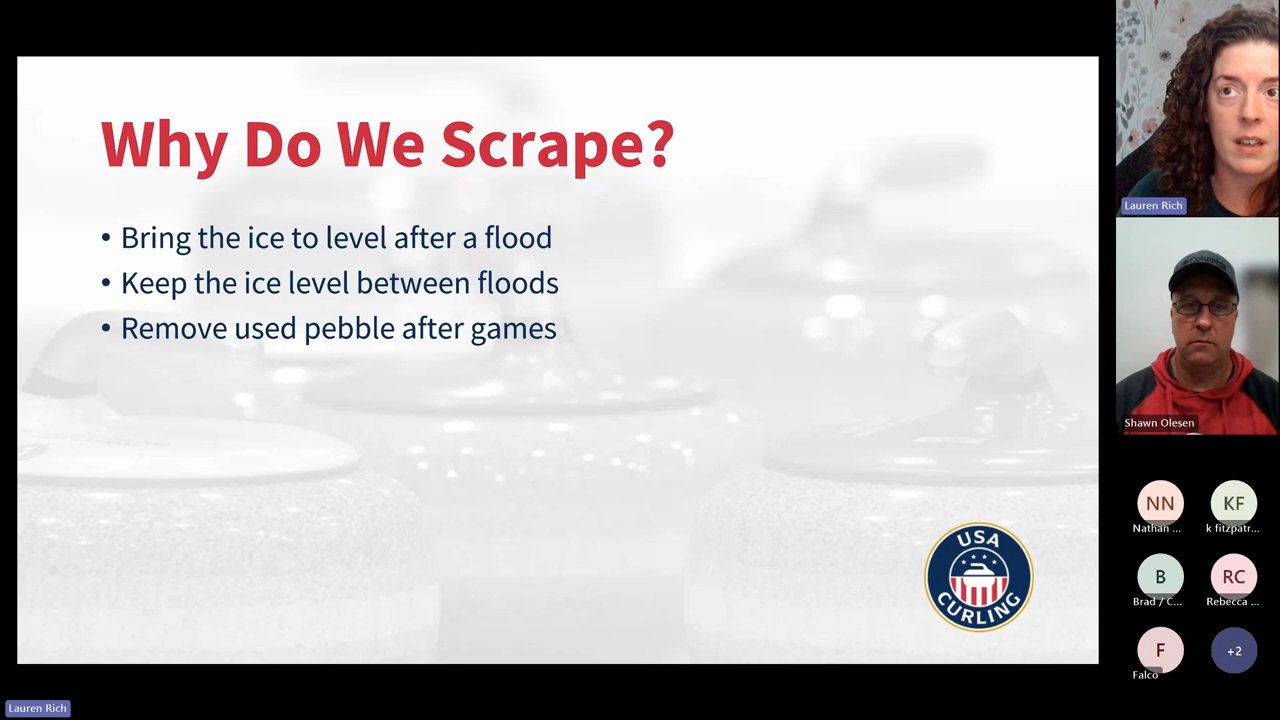 Why Do We Scrape?
• Bring the ice to level after a flood
• Keep the ice level between floods
• Remove used pebble after games
USA
CURLING
Lauren Rich
Shawn Olesen
NN
KF
Nathan ...
k fitzpatr...
B
RC
Brad / C...
Rebecca ...
F
+2
Falco
Lauren Rich